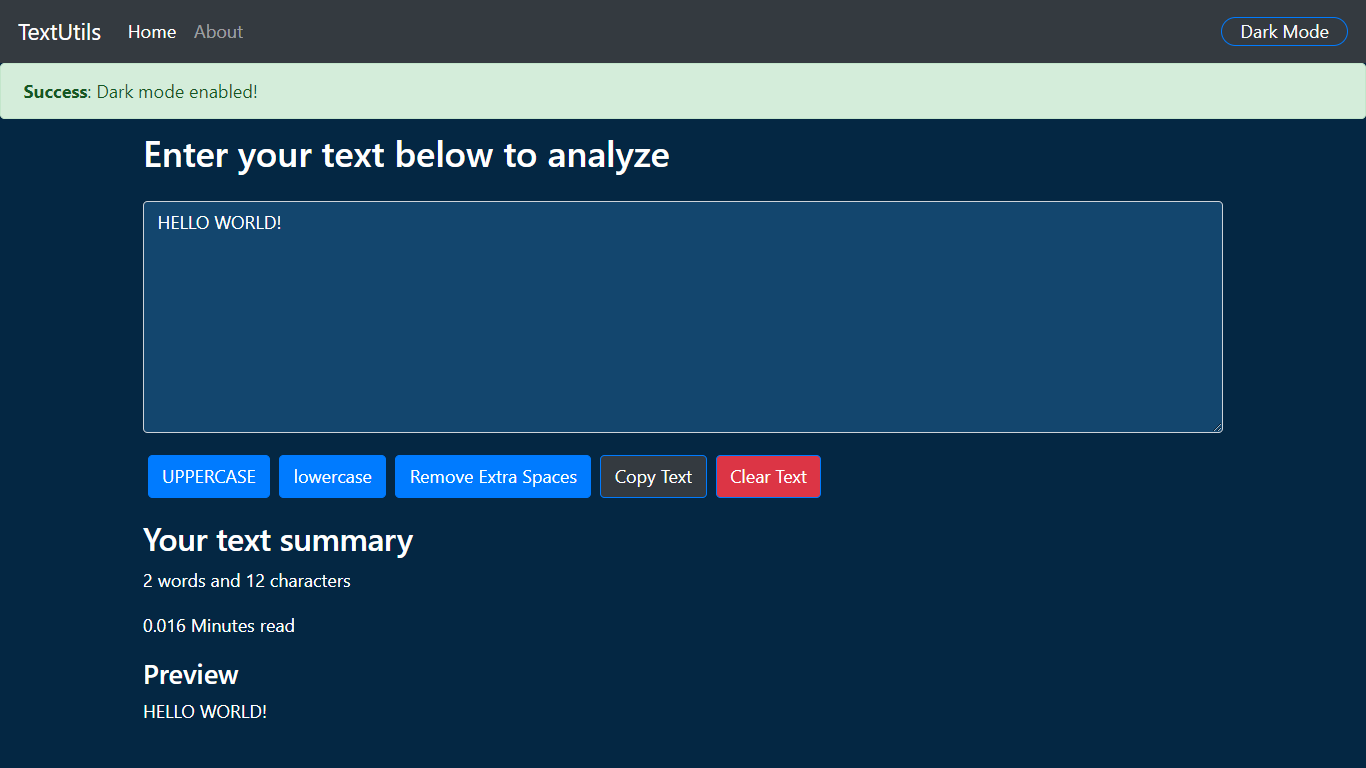 TextUtils Home About Dark Mode
Success: Dark mode enabled!
Enter your text below to analyze
HELLO WORLD!
UPPERCASE lowercase Remove Extra Spaces Copy Text Clear Text
Your text summary
2 words and 12 characters
0.016 Minutes read
Preview
HELLO WORLD!